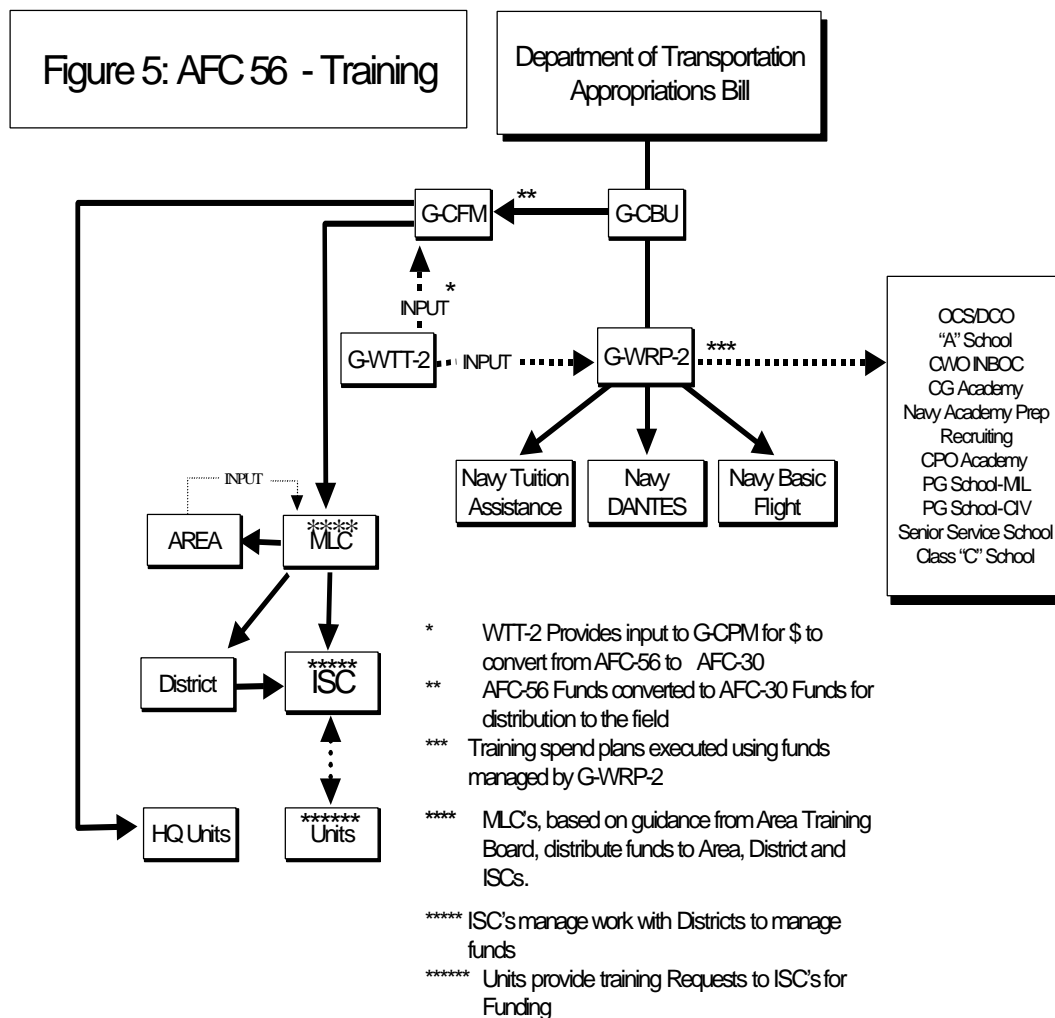 Figure 5: AFC 56 - Training
Department of Transportation
Appropriations Bill
G-CFM
**
G-CBU
INPUT
*
G-WTT-2
INPUT
G-WRP-2
***
OCS/DCO
“A” School
CWO INBOC
CG Academy
Navy Academy Prep
Recruiting
CPO Academy
PG School-MIL
PG School-CIV
Senior Service School
Class “C” School
Navy Tuition
Assistance
Navy
DANTES
Navy Basic
Flight
INPUT
AREA
****
MLC
District
*****
ISC
HQ Units
******
Units
* WTT-2 Provides input to G-CPM for $ to
convert from AFC-56 to AFC-30
** AFC-56 Funds converted to AFC-30 Funds for
distribution to the field
*** Training spend plans executed using funds
managed by G-WRP-2
**** MLC's, based on guidance from Area Training
Board, distribute funds to Area, District and
ISCs.
***** ISC's manage work with Districts to manage
funds
****** Units provide training Requests to ISC's for
Funding